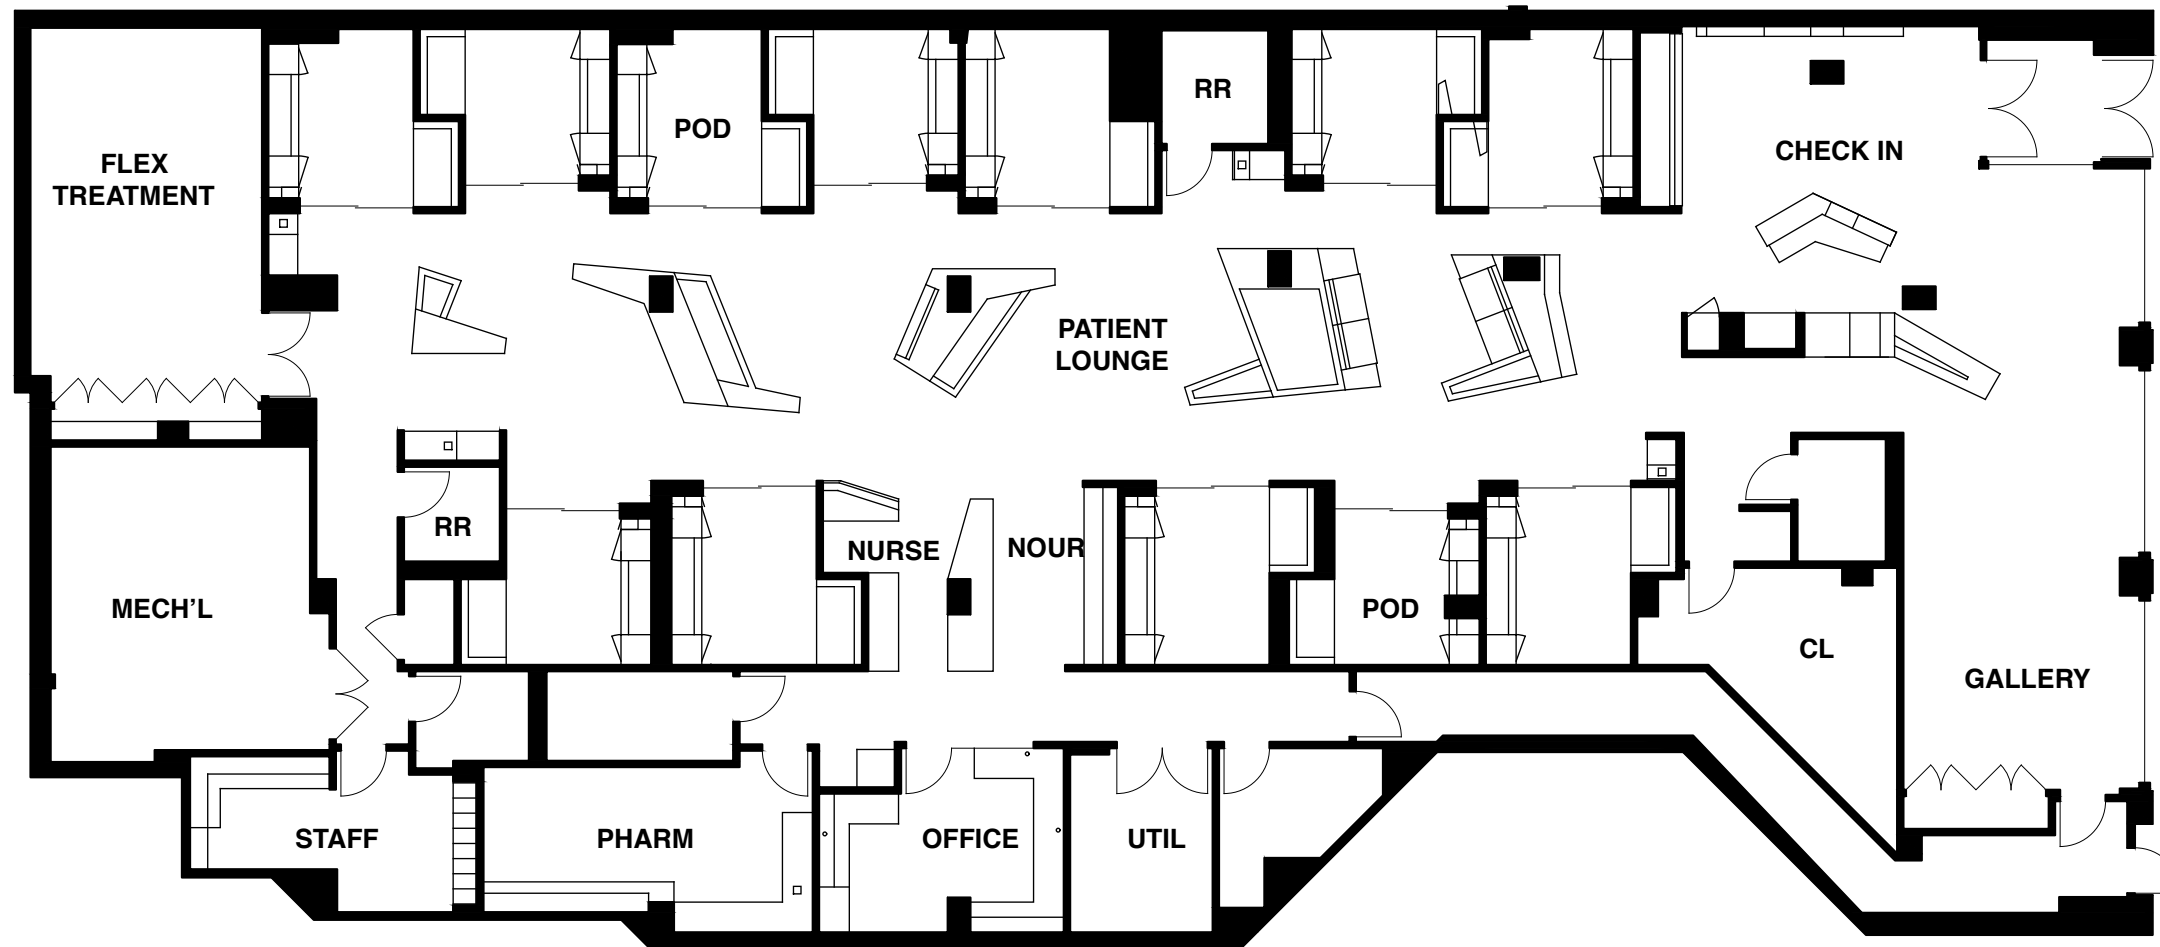 RR
POD
CHECK IN
FLEX
TREATMENT
PATIENT
LOUNGE
RR
NURSE
NOUR
MECH'L
POD
CL
GALLERY
STAFF
PHARM
OFFICE
UTIL